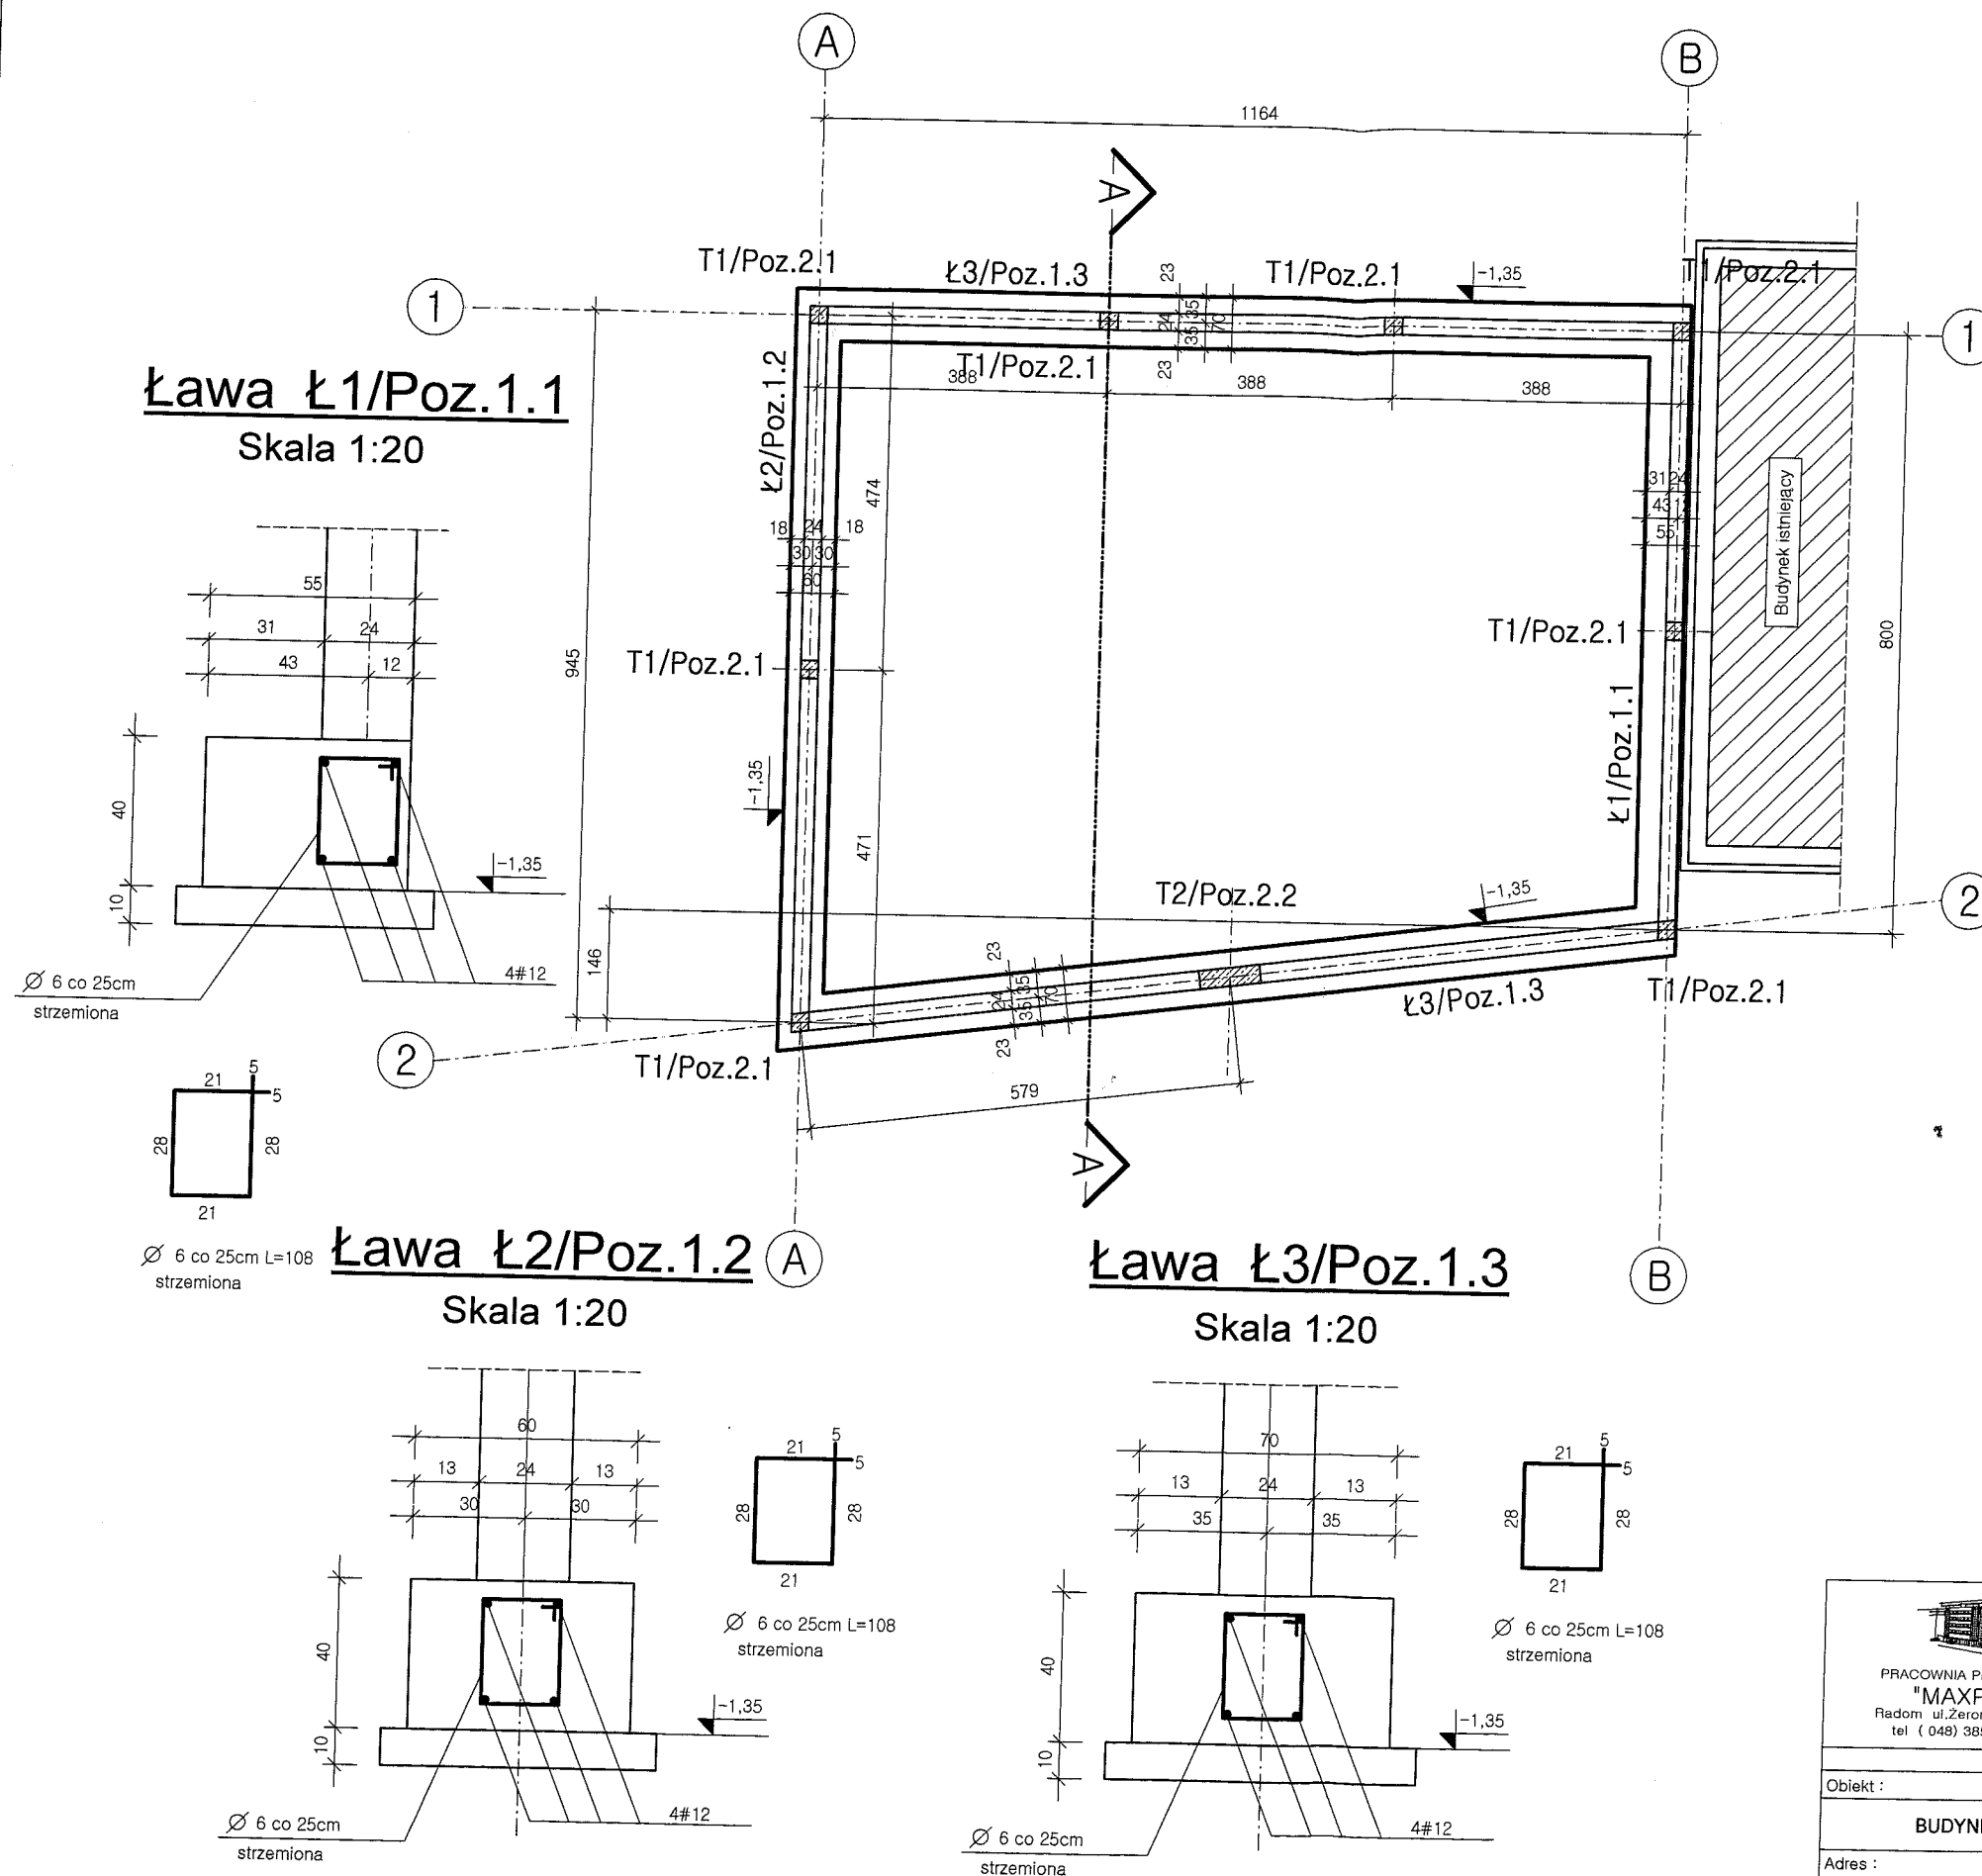 A
B
1164
A
T1/Poz.2.1
Ł3/Poz.1.3
23
T1/Poz.2.1
-1,35
T1/Poz.2.1
1
24
35
35
70
1
23
T1/Poz.2.1
388
388
388
Ł2/Poz.1.2
474
945
18
24
18
30
30
60
31
24
43
55
Budynek istniejący
T1/Poz.2.1
T1/Poz.2.1
800
Ł1/Poz.1.1
-1,35
471
T2/Poz.2.2
-1,35
2
146
23
24
35
35
70
23
Ł3/Poz.1.3
T1/Poz.2.1
2
T1/Poz.2.1
579
A
A
B
Ława Ł1/Poz.1.1
Skala 1:20
55
31
24
43
12
40
10
-1,35
Ø 6 co 25cm
strzemiona
4#12
21
5
5
28
28
21
Ø 6 co 25cm L=108
strzemiona
Ława Ł2/Poz.1.2
Skala 1:20
60
13
24
13
30
30
40
10
-1,35
Ø 6 co 25cm
strzemiona
4#12
21
5
5
28
28
21
Ø 6 co 25cm L=108
strzemiona
Ława Ł3/Poz.1.3
Skala 1:20
70
13
24
13
35
35
40
10
-1,35
Ø 6 co 25cm
strzemiona
4#12
21
5
5
28
28
21
Ø 6 co 25cm L=108
strzemiona
PRACOWNIA
Radom ul.
tel ( 048)
Obiekt :
Adres :